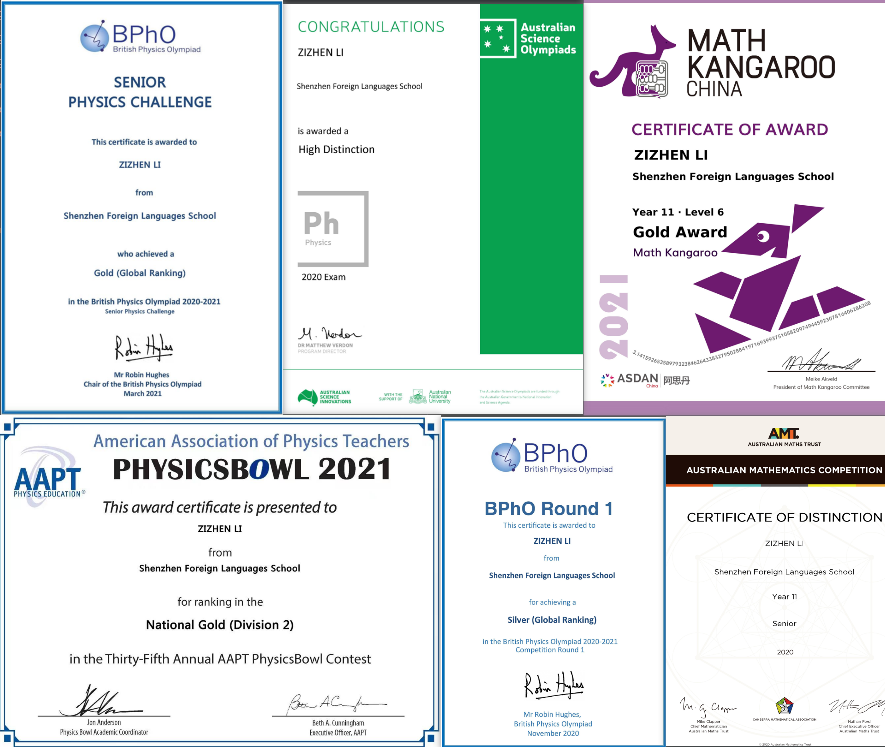 BPhO
British Physics Olympiad
SENIOR
PHYSICS CHALLENGE
This certificate is awarded to
ZIZHEN LI
from
Shenzhen Foreign Languages School
who achieved a
Gold (Global Ranking)
in the British Physics Olympiad 2020-2021
Senior Physics Challenge
Mr Robin Hughes
Chair of the British Physics Olympiad
March 2021
CONGRATULATIONS
ZIZHEN LI
Shenzhen Foreign Languages School
is awarded a
High Distinction
Ph
Physics
2020 Exam
DR MATTHEW VERDON
PROGRAM DIRECTOR
Australian
Science
Olympiads
AUSTRALIAN
SCIENCE
INNOVATIONS
WITH THE
SUPPORT OF
Australian
National
University
MATH
KANGAROO
CHINA
CERTIFICATE OF AWARD
ZIZHEN LI
Shenzhen Foreign Languages School
Year 11 · Level 6
Gold Award
Math Kangaroo
2021
ASDAN
China
阿思丹
Meike Akveld
President of Math Kangaroo Committee
American Association of Physics Teachers
AAPT
PHYSICS EDUCATION®
PHYSICSBOWL 2021
This award certificate is presented to
ZIZHEN LI
from
Shenzhen Foreign Languages School
for ranking in the
National Gold (Division 2)
in the Thirty-Fifth Annual AAPT PhysicsBowl Contest
Jon Anderson
Physics Bowl Academic Coordinator
Beth A. Cunningham
Executive Officer, AAPT
BPhO
British Physics Olympiad
BPhO Round 1
This certificate is awarded to
ZIZHEN LI
from
Shenzhen Foreign Languages School
for achieving a
Silver (Global Ranking)
in the British Physics Olympiad 2020-2021
Competition Round 1
Mr Robin Hughes,
British Physics Olympiad
November 2020
AMT
AUSTRALIAN MATHS TRUST
AUSTRALIAN MATHEMATICS COMPETITION
CERTIFICATE OF DISTINCTION
ZIZHEN LI
Shenzhen Foreign Languages School
Year 11
Senior
2020
Mike Clapper
Chief Mathematician
Australian Maths Trust
CANBERRA MATHEMATICAL ASSOCIATION
Nathan Ford
Chief Executive Officer
Australian Maths Trust